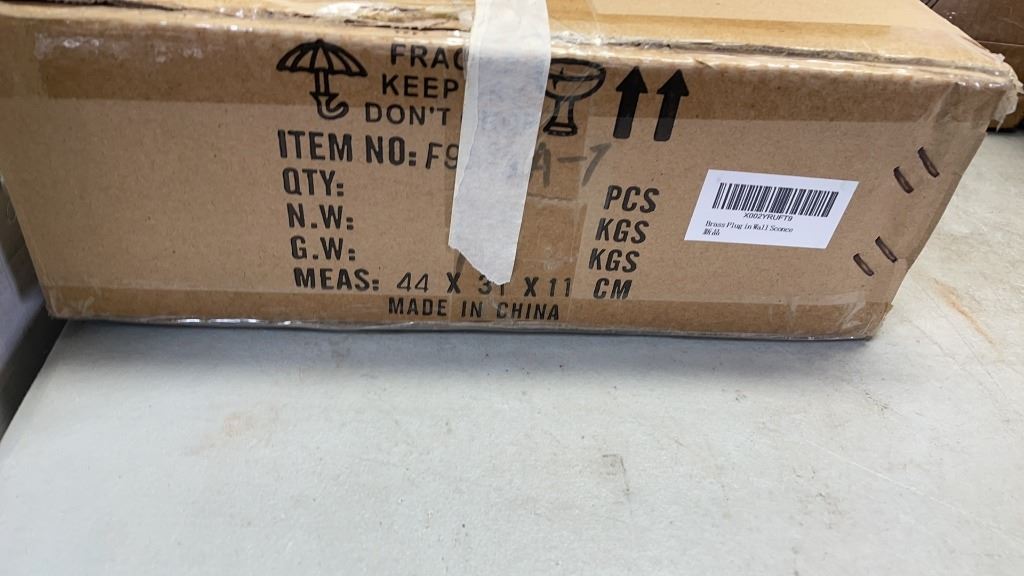 FRAG
KEEP
DON'T
ITEM NO: F9 A-7
QTY: PCS
N.W: KGS
G.W: KGS
MEAS: 44 X 31 X 11 CM
MADE IN CHINA
X002YRUFT9
Brass Plug in Wall Sconce
新品